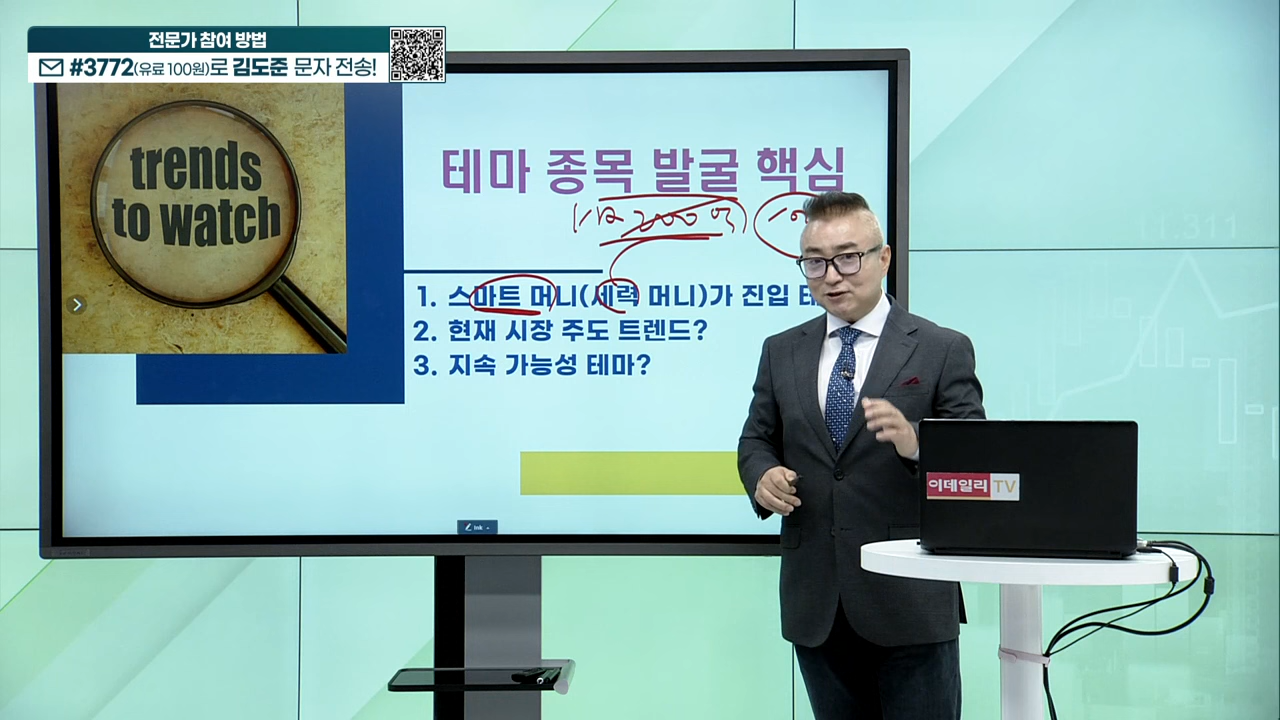 전문가 참여 방법
#3772(유료 100원)로 김도준 문자 전송!
trends
to watch
테마 종목 발굴 핵심
1. 스마트 머니(세력 머니)가 진입
2. 현재 시장 주도 트렌드?
3. 지속 가능성 테마?
Ink
이데일리TV
11.311